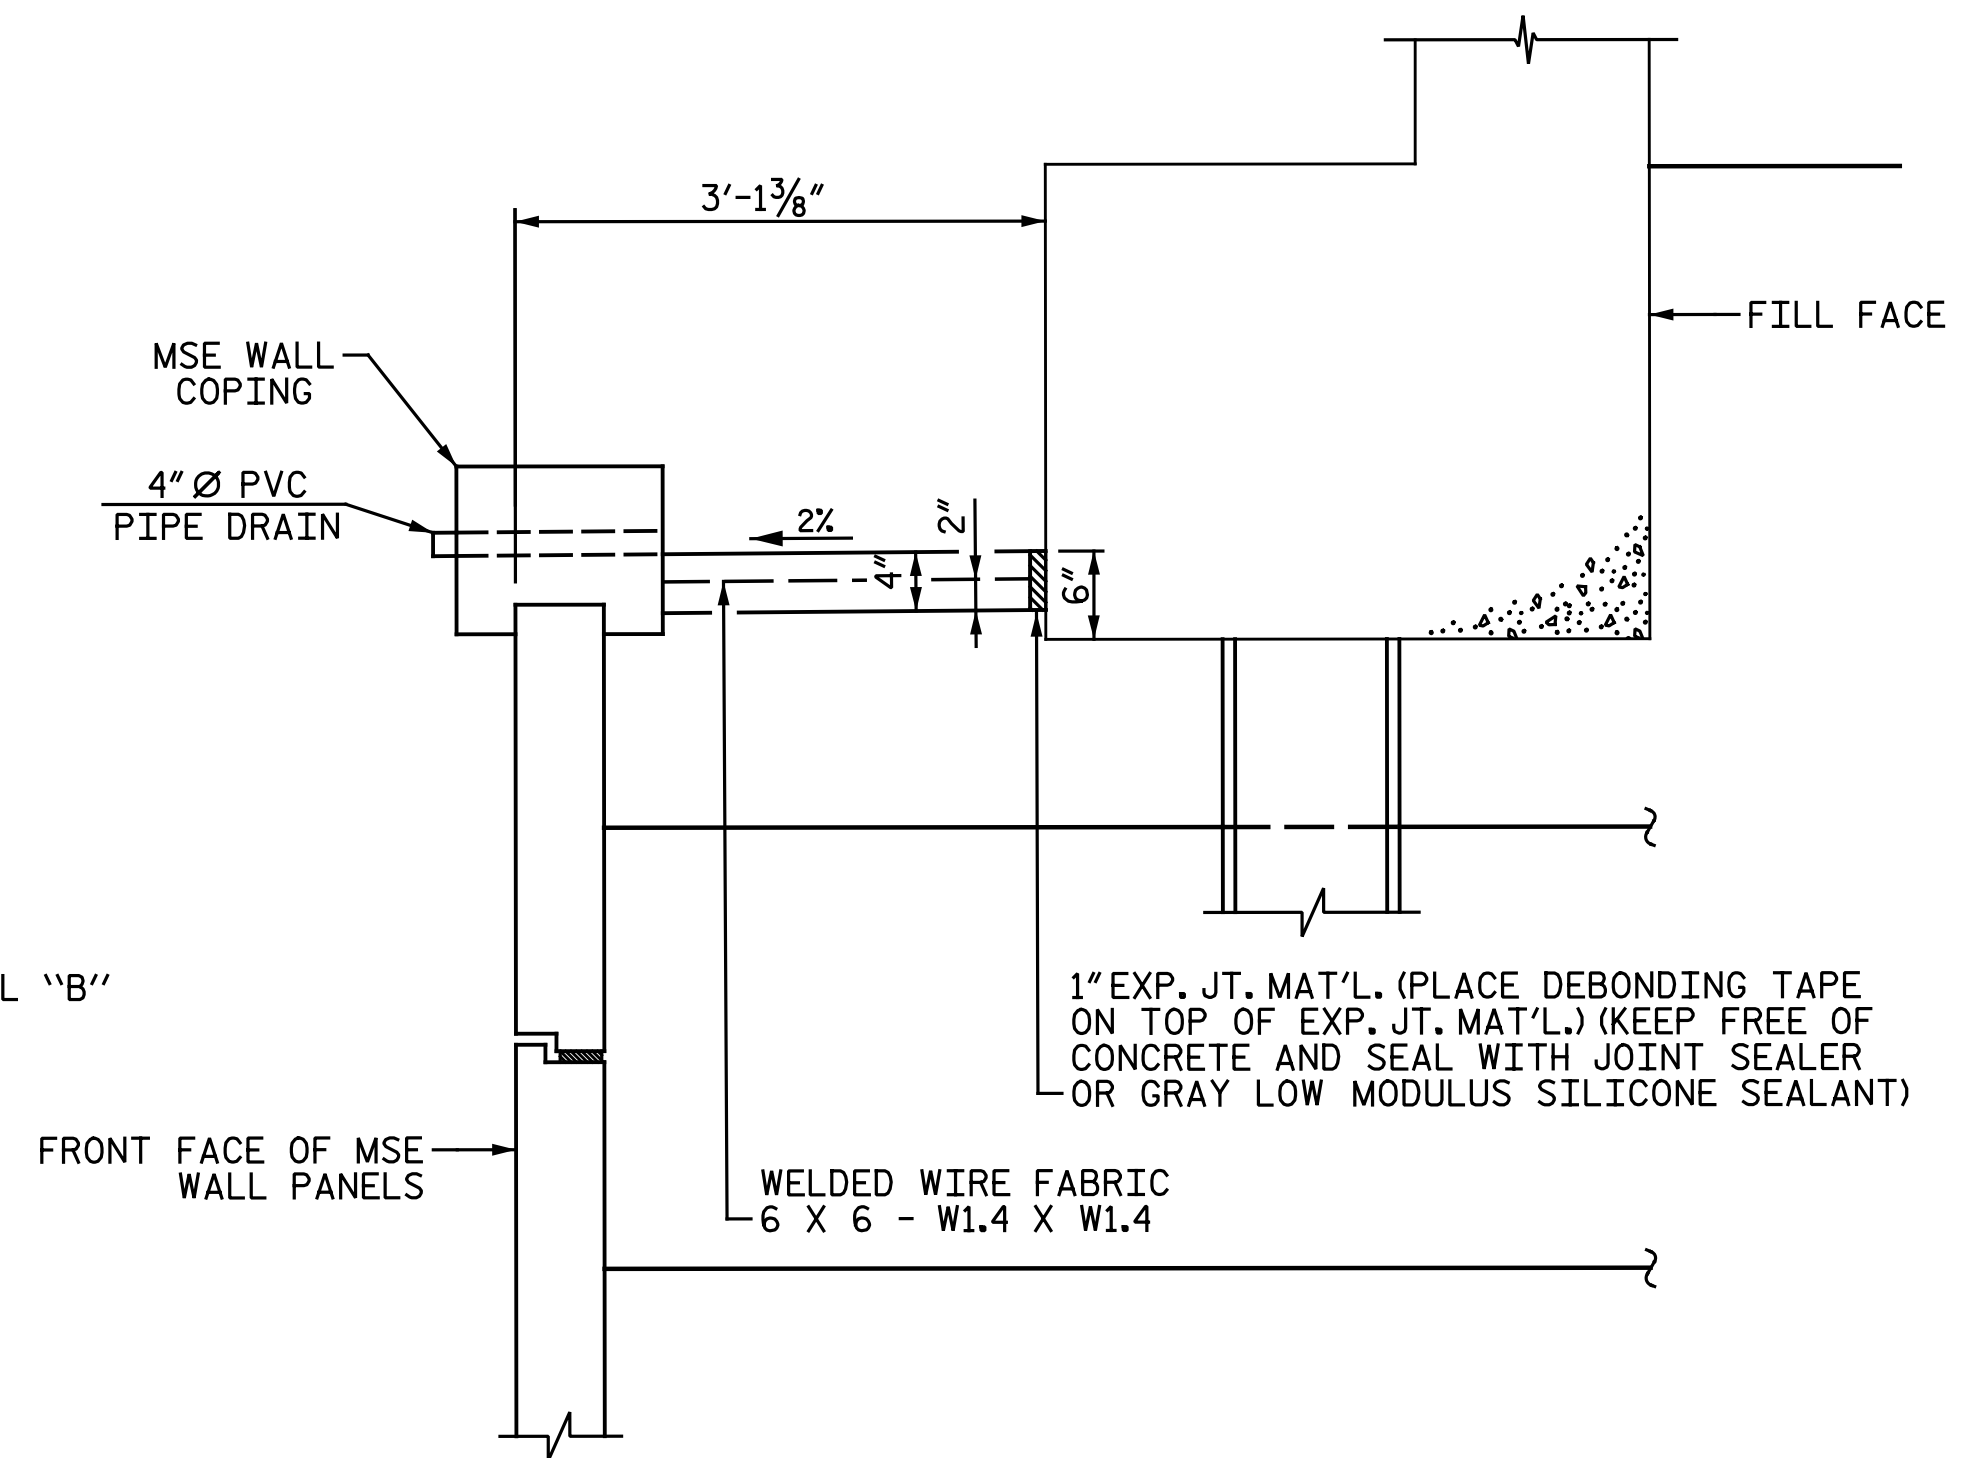 3'-1 3/8"
FILL FACE
MSE WALL
COPING
4"Ø PVC
PIPE DRAIN
2%
2"
4"
6"
L "B"
1" EXP. JT. MAT'L. (PLACE DEBONDING TAPE
ON TOP OF EXP. JT. MAT'L.) (KEEP FREE OF
CONCRETE AND SEAL WITH JOINT SEALER
OR GRAY LOW MODULUS SILICONE SEALANT)
FRONT FACE OF MSE
WALL PANELS
WELDED WIRE FABRIC
6 X 6 - W1.4 X W1.4